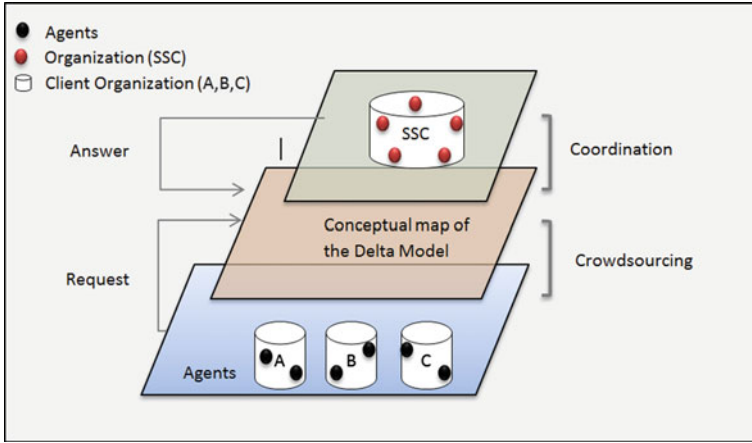 Agents
Organization (SSC)
Client Organization (A,B,C)
SSC
Answer
Coordination
Conceptual map of
the Delta Model
Crowdsourcing
Request
A
B
C
Agents